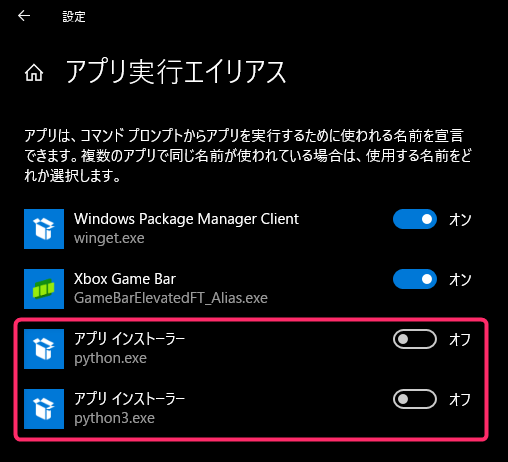 設定
アプリ実行エイリアス
アプリは、コマンド プロンプトからアプリを実行するために使われる名前を宣言
できます。複数のアプリで同じ名前が使われている場合は、使用する名前をど
れか選択します。
Windows Package Manager Client
オン
winget.exe
Xbox Game Bar
オン
GameBarElevatedFT_Alias.exe
アプリ インストーラー
オフ
python.exe
アプリ インストーラー
オフ
python3.exe